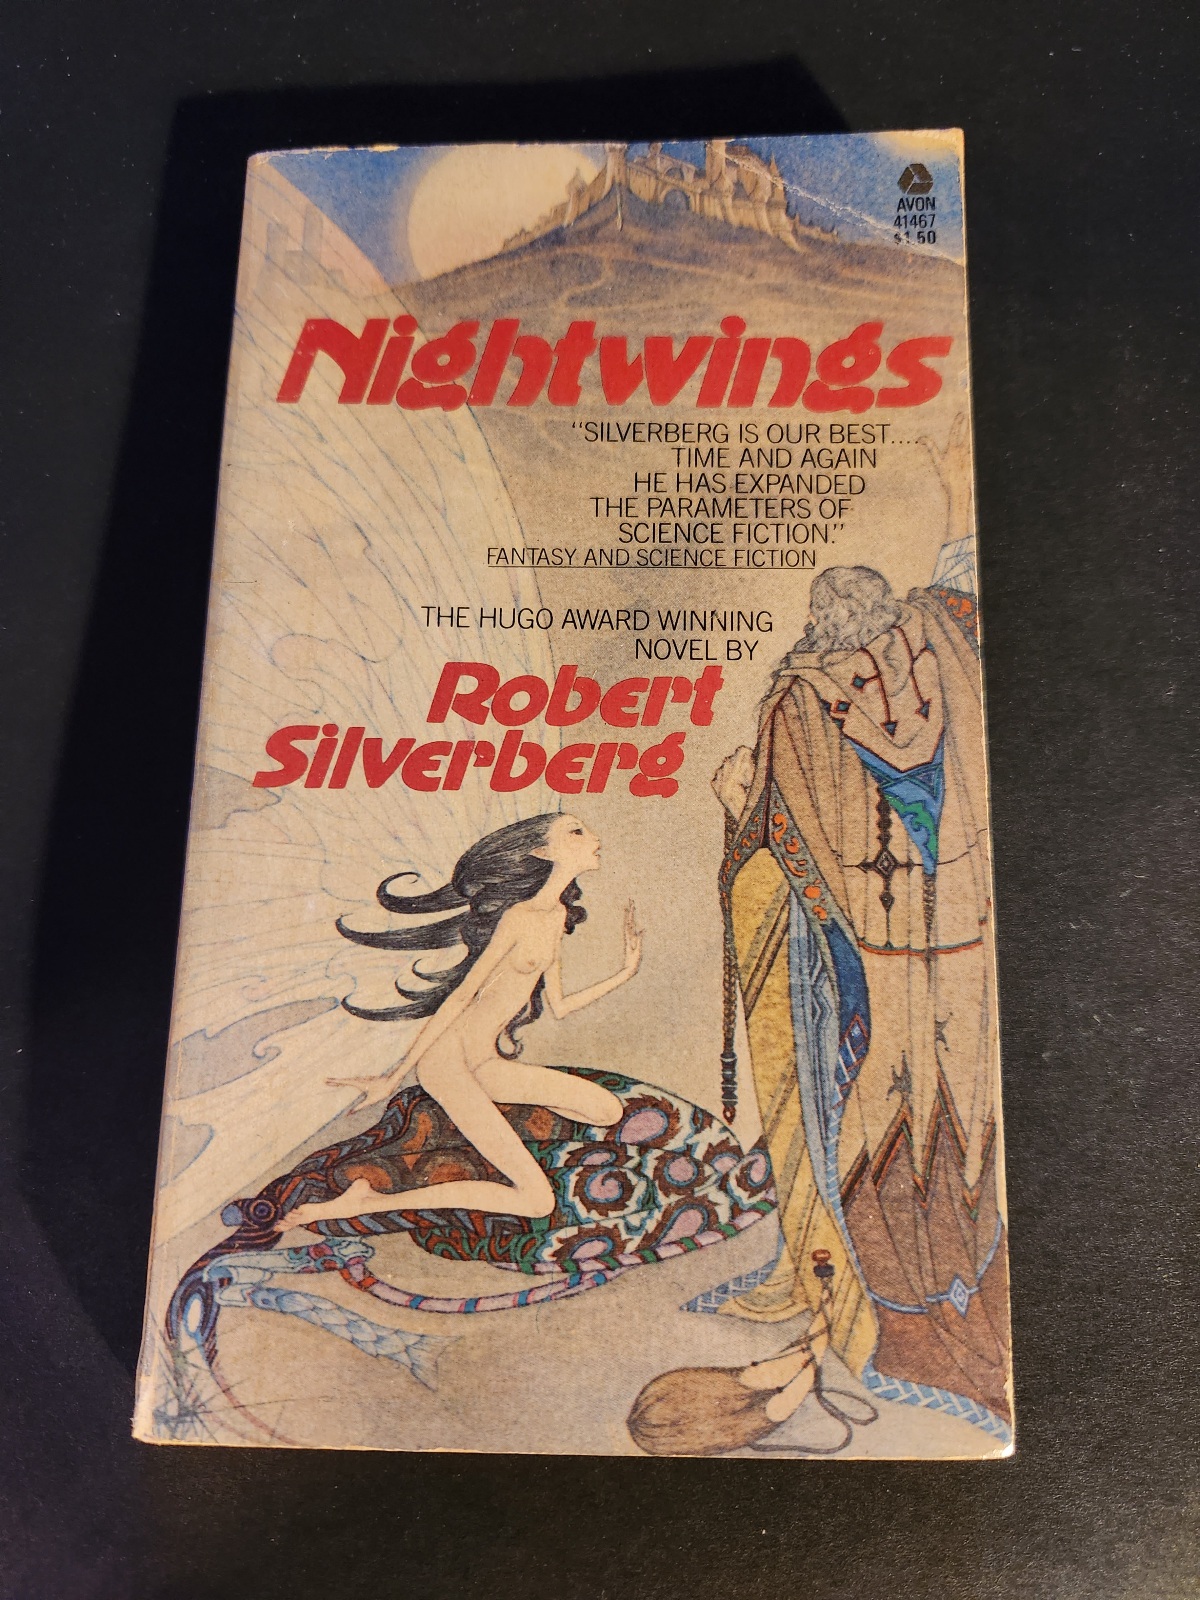 AVON
41467
$1.50
Nightwings
"SILVERBERG IS OUR BEST....
TIME AND AGAIN
HE HAS EXPANDED
THE PARAMETERS OF
SCIENCE FICTION."
FANTASY AND SCIENCE FICTION
THE HUGO AWARD WINNING
NOVEL BY
Robert
Silverberg